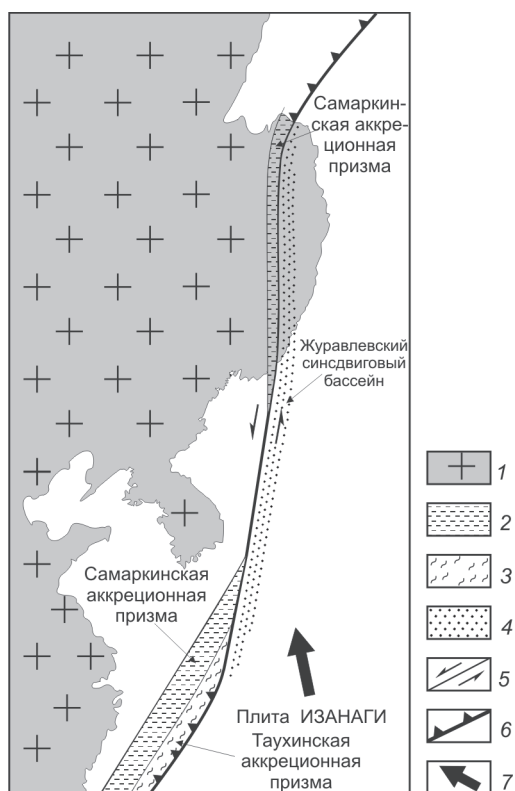 Самаркин-
ская аккре-
ционная
призма
Журавлевский
синсдвиговый
бассейн
Самаркинская
аккреционная
призма
Плита ИЗАНАГИ
Таухинская
аккреционная
призма
1
2
3
4
5
6
7